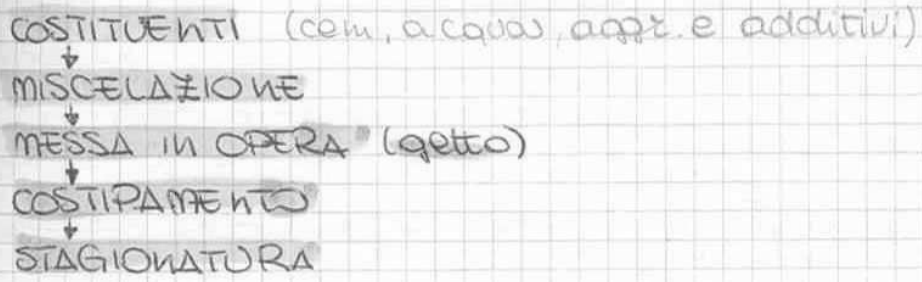 COSTITUENTI (cem, acqua, aggr. e additivi)
↓
MISCELAZIONE
↓
MESSA IN OPERA (getto)
↓
COSTIPAMENTO
↓
STAGIONATURA